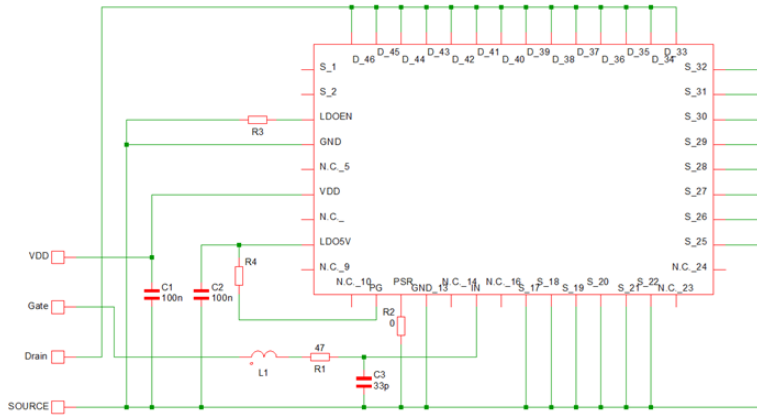 D_45
D_43
D_41
D_39
D_37
D_35
D_33
D_46
D_44
D_42
D_40
D_38
D_36
D_34
S_1
S_32
S_2
S_31
LDOEN
S_30
R3
GND
S_29
N.C._5
S_28
VDD
S_27
N.C._
S_26
LDO5V
S_25
VDD
R4
N.C._9
N.C._24
C1
100n
C2
100n
N.C._10
PSR
N.C._14
N.C._16
S_18
S_20
S_22
PG
GND_13
IN
S_17
S_19
S_21
N.C._23
Gate
R2
0
47
Drain
L1
R1
C3
33p
SOURCE